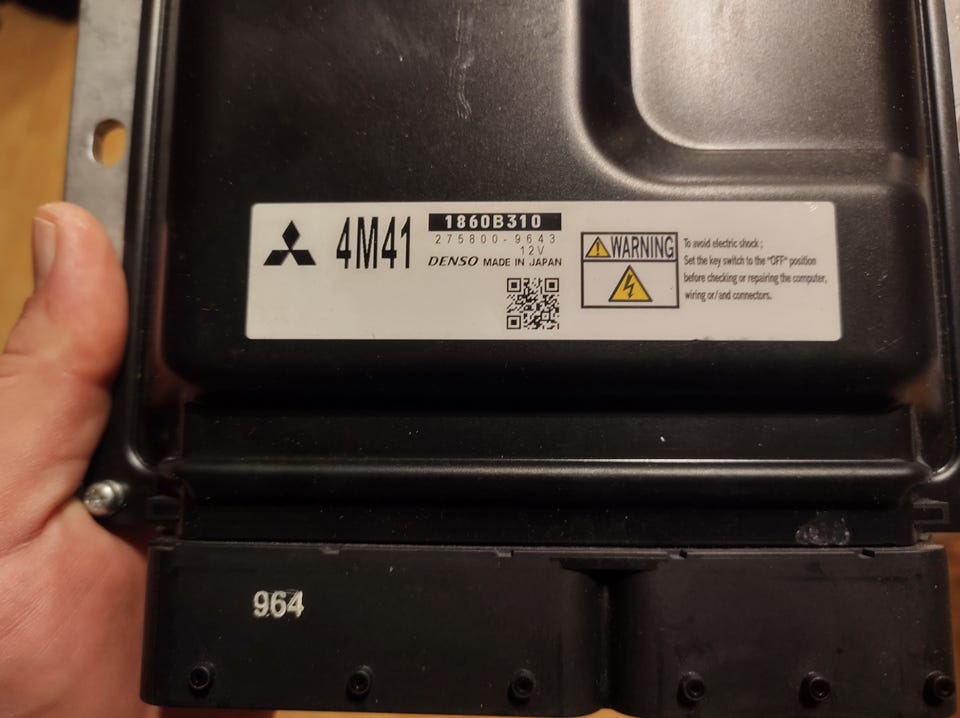 4M41
1860B310
275800-9643
12V
DENSO MADE IN JAPAN
WARNING
To avoid electric shock ;
Set the key switch to the "OFF" position
before checking or repairing the computer,
wiring or/and connectors.
964